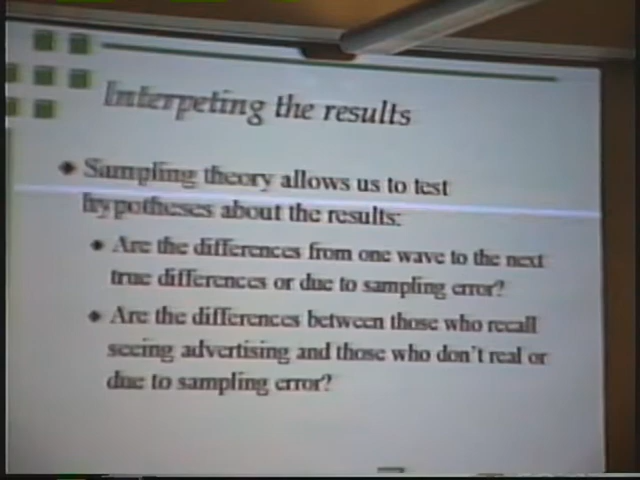 Interpeting the results
Sampling theory allows us to test
hypotheses about the results:
Are the differences from one wave to the next
true differences or due to sampling error?
Are the differences between those who recall
seeing advertising and those who don't real or
due to sampling error?